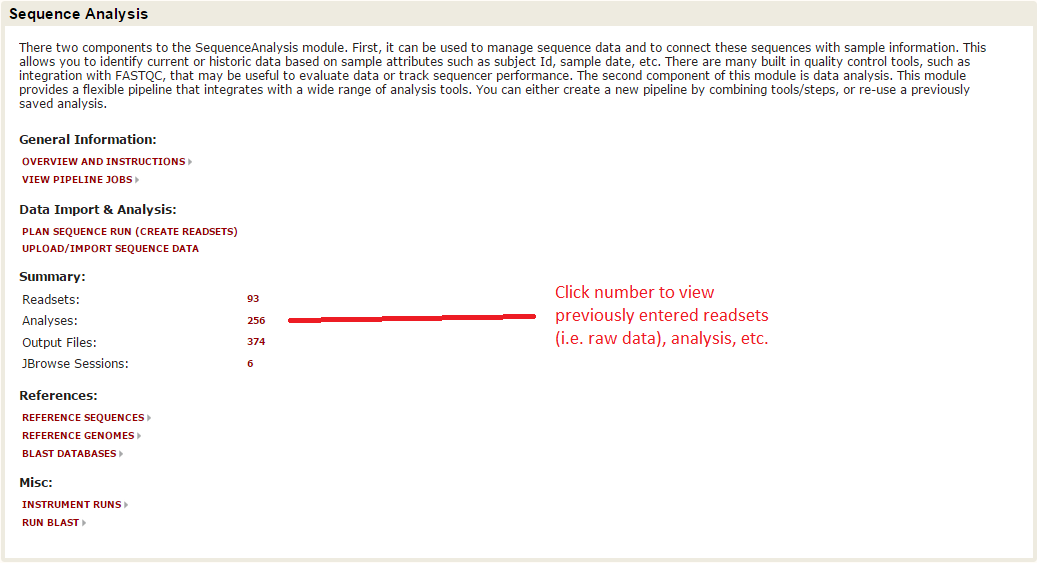 Sequence Analysis
There two components to the SequenceAnalysis module. First, it can be used to manage sequence data and to connect these sequences with sample information. This
allows you to identify current or historic data based on sample attributes such as subject Id, sample date, etc. There are many built in quality control tools, such as
integration with FASTQC, that may be useful to evaluate data or track sequencer performance. The second component of this module is data analysis. This module
provides a flexible pipeline that integrates with a wide range of analysis tools. You can either create a new pipeline by combining tools/steps, or re-use a previously
saved analysis.
General Information:
OVERVIEW AND INSTRUCTIONS
VIEW PIPELINE JOBS
Data Import & Analysis:
PLAN SEQUENCE RUN (CREATE READSETS)
UPLOAD/IMPORT SEQUENCE DATA
Summary:
Readsets: 93
Analyses: 256
Output Files: 374
JBrowse Sessions: 6
Click number to view
previously entered readsets
(i.e. raw data), analysis, etc.
References:
REFERENCE SEQUENCES
REFERENCE GENOMES
BLAST DATABASES
Misc:
INSTRUMENT RUNS
RUN BLAST